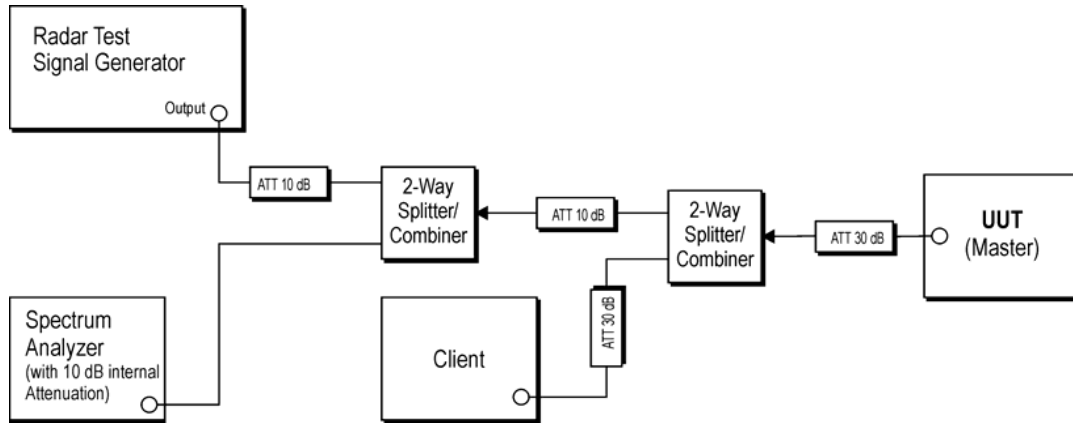 Radar Test
Signal Generator
Output
ATT 10 dB
2-Way
Splitter/
Combiner
ATT 10 dB
2-Way
Splitter/
Combiner
ATT 30 dB
UUT
(Master)
Spectrum
Analyzer
(with 10 dB internal
Attenuation)
Client
ATT 30 dB